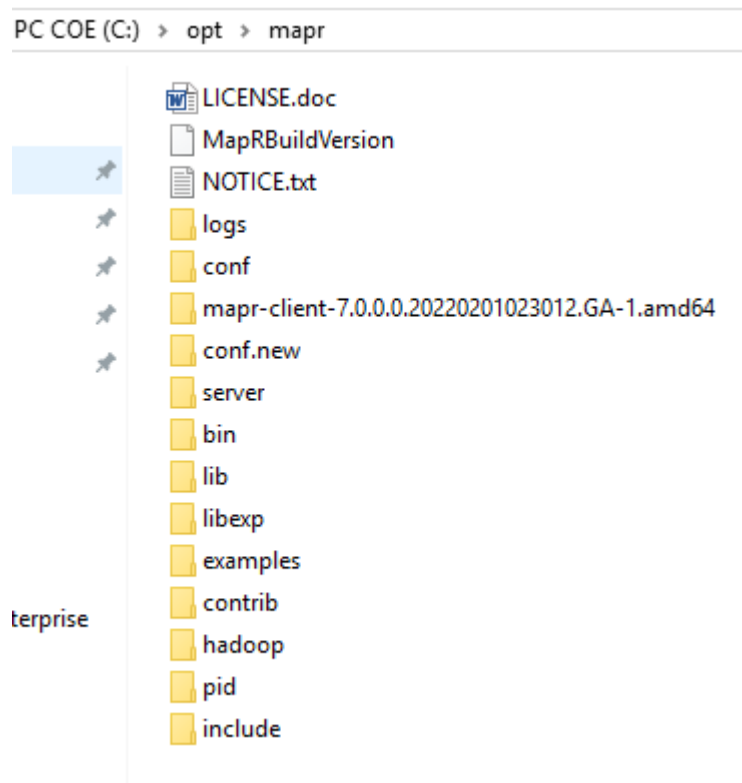 PC COE (C:) > opt > mapr
LICENSE.doc
MapRBuildVersion
NOTICE.txt
logs
conf
mapr-client-7.0.0.0.20220201023012.GA-1.amd64
conf.new
server
bin
lib
libexp
examples
contrib
terprise
hadoop
pid
include